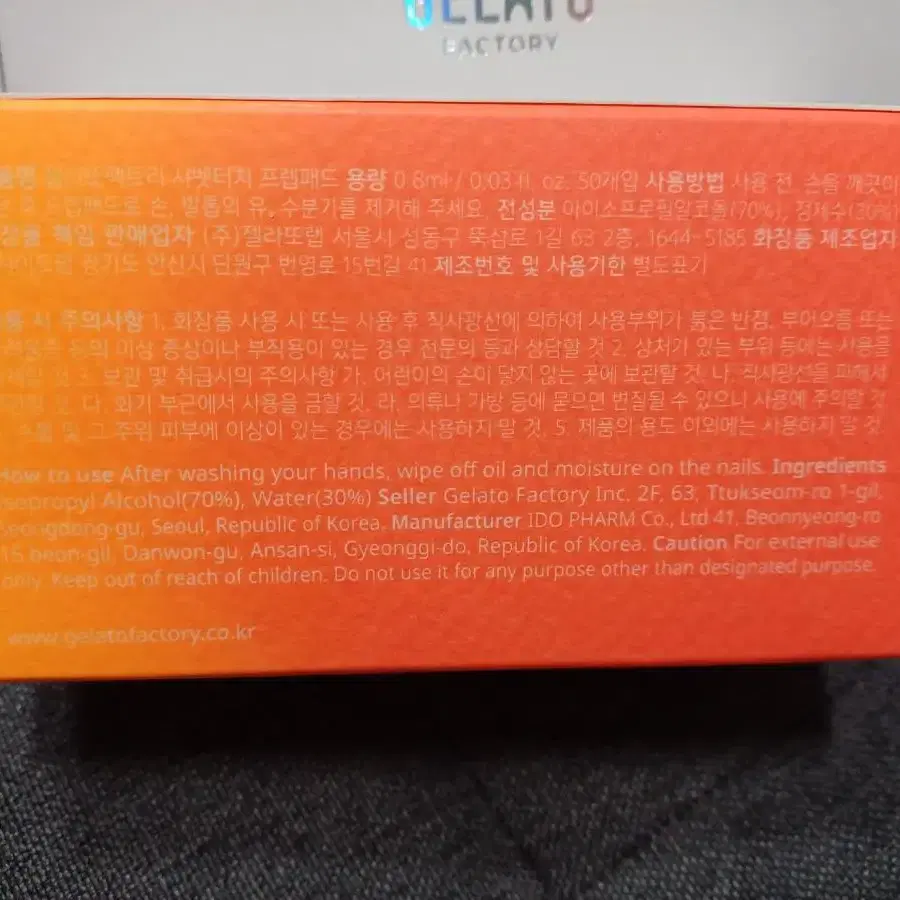 GELATO
FACTORY
샤벳터치 프렙패드 용량 0.8ml / 0.03 fl. oz. 50개입 사용방법 사용 전, 손을 깨끗이
후 프렙패드로 손, 발톱의 유, 수분기를 제거해 주세요. 전성분 아이소프로필알코올(70%), 정제수(30%)
책임 판매업자 (주)젤라또랩 서울시 성동구 뚝섬로 1길 63 2층, 1644-5185 화장품 제조업자
경기도 안산시 단원구 번영로 15번길 41 제조번호 및 사용기한 별도표기
시 주의사항 1. 화장품 사용 시 또는 사용 후 직사광선에 의하여 사용부위가 붉은 반점, 부어오름 또는
등의 이상 증상이나 부작용이 있는 경우 전문의 등과 상담할 것 2. 상처가 있는 부위 등에는 사용을
것 3. 보관 및 취급시의 주의사항 가. 어린이의 손이 닿지 않는 곳에 보관할 것. 나. 직사광선을 피해서
것 다. 화기 부근에서 사용을 금할 것. 라. 의류나 가방 등에 묻으면 변질될 수 있으니 사용에 주의할 것
및 그 주위 피부에 이상이 있는 경우에는 사용하지 말 것. 5. 제품의 용도 이외에는 사용하지 말 것
How to use After washing your hands, wipe off oil and moisture on the nails. Ingredients
Isopropyl Alcohol(70%), Water(30%) Seller Gelato Factory Inc. 2F, 63, Ttukseom-ro 1-gil,
Seongdong-gu, Seoul, Republic of Korea. Manufacturer IDO PHARM Co., Ltd 41, Beonnyeong-ro
15 beon-gil, Danwon-gu, Ansan-si, Gyeonggi-do, Republic of Korea. Caution For external use
only. Keep out of reach of children. Do not use it for any purpose other than designated purpose.
www.gelatofactory.co.kr